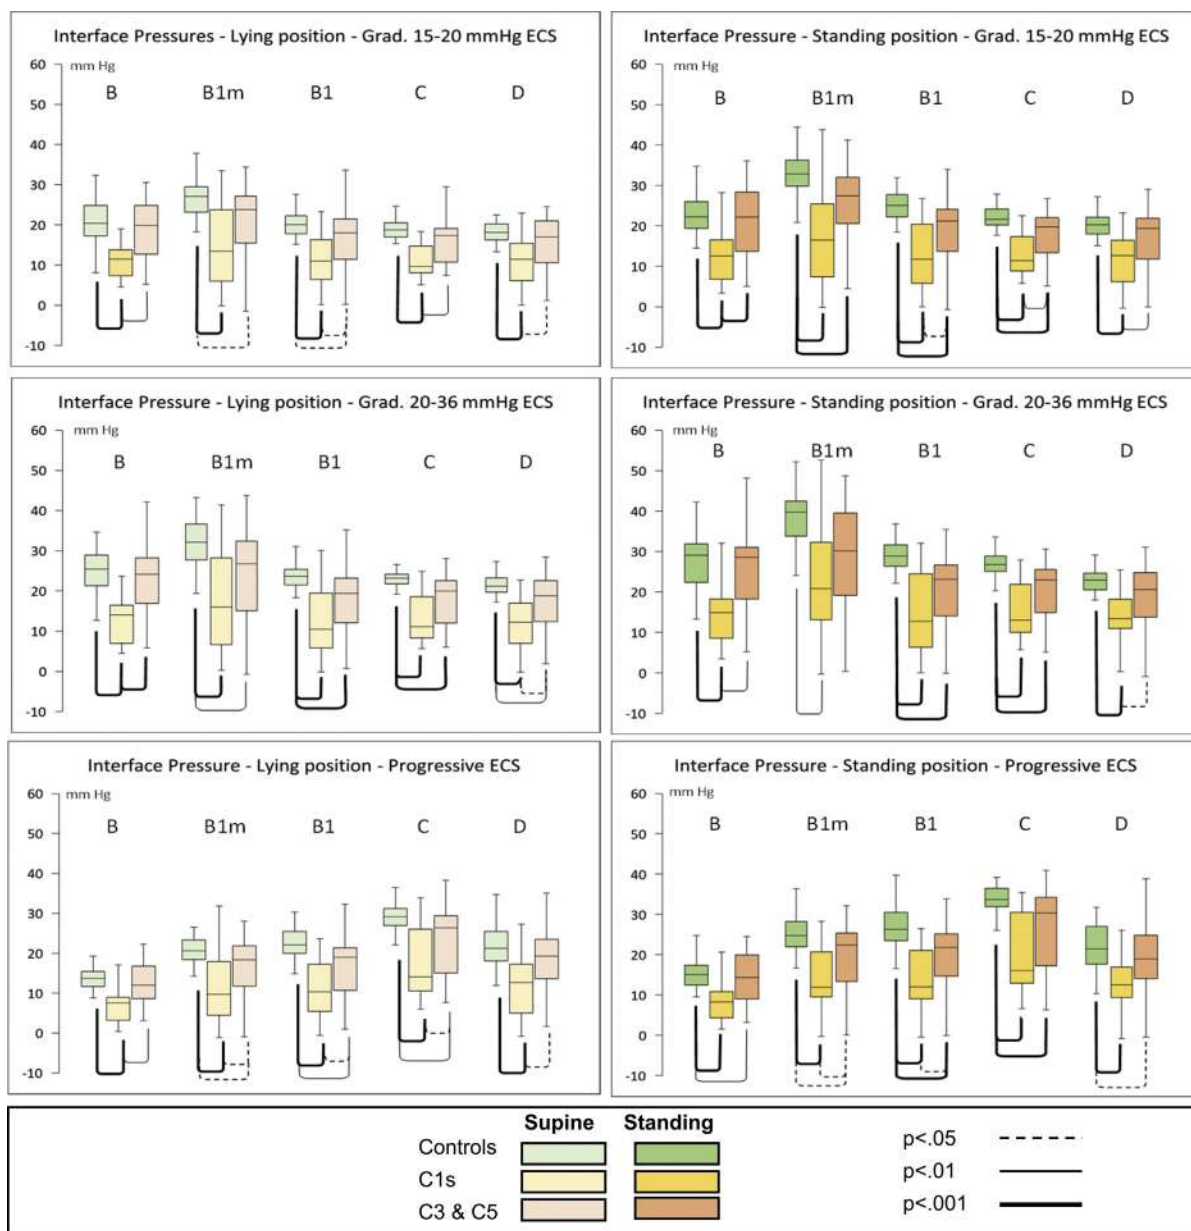 Interface Pressures - Lying position - Grad. 15-20 mmHg ECS
60 mm Hg
50
40
30
20
10
0
-10
B B1m B1 C D
Interface Pressure - Standing position - Grad. 15-20 mmHg ECS
60 mm Hg
50
40
30
20
10
0
-10
B B1m B1 C D
Interface Pressure - Lying position - Grad. 20-36 mmHg ECS
60 mm Hg
50
40
30
20
10
0
-10
B B1m B1 C D
Interface Pressure - Standing position - Grad. 20-36 mmHg ECS
60 mm Hg
50
40
30
20
10
0
-10
B B1m B1 C D
Interface Pressure - Lying position - Progressive ECS
mm Hg
60
50
40
30
20
10
0
-10
B B1m B1 C D
Interface Pressure - Standing position - Progressive ECS
mm Hg
60
50
40
30
20
10
0
-10
B B1m B1 C D
Supine Standing
Controls
C1s
C3 & C5
p<.05
p<.01
p<.001